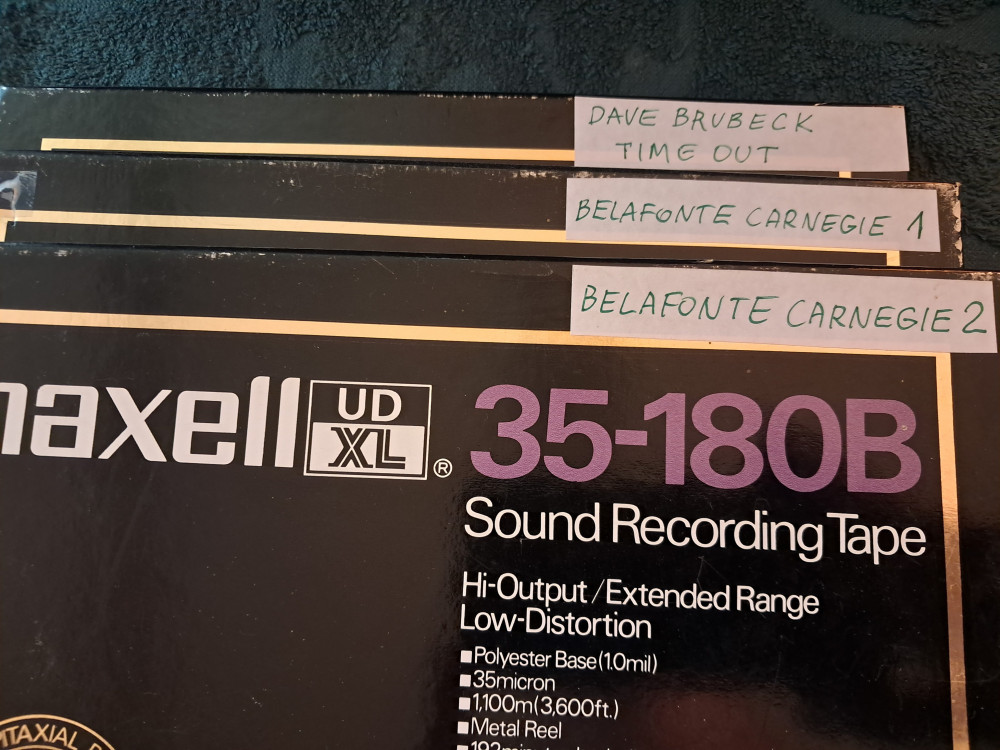 DAVE BRUBECK
TIME OUT
BELAFONTE CARNEGIE 1
BELAFONTE CARNEGIE 2
maxell UD XL ® 35-180B
Sound Recording Tape
Hi-Output/Extended Range
Low-Distortion
■Polyester Base(1.0mil)
■35micron
■1,100m(3,600ft.)
■Metal Reel